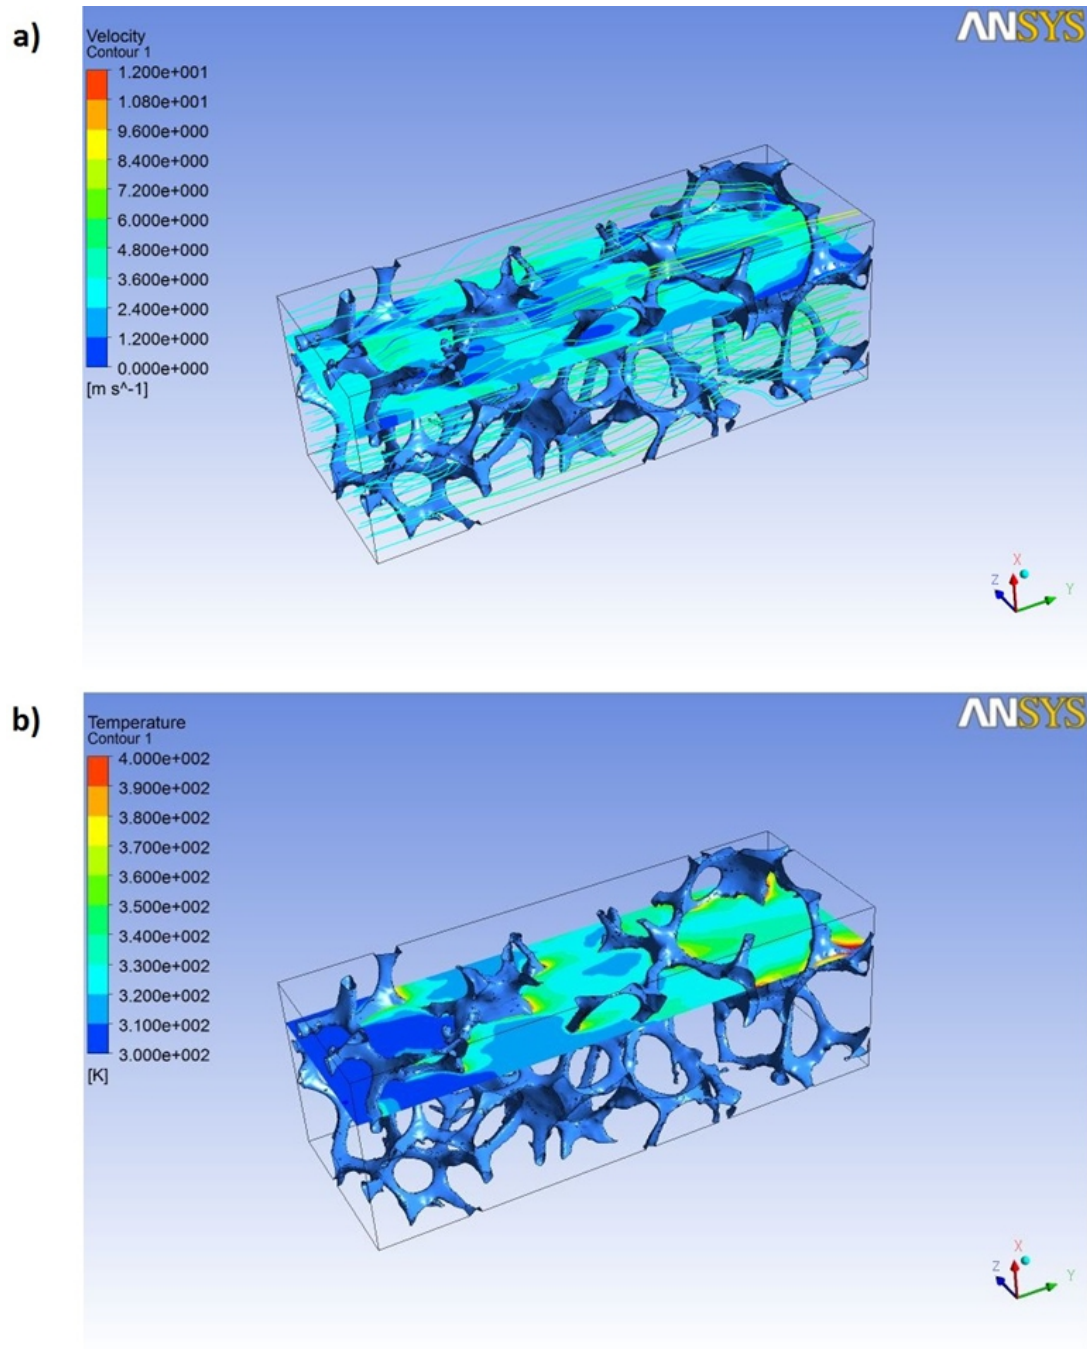 a)
ANSYS
Velocity
Contour 1
1.200e+001
1.080e+001
9.600e+000
8.400e+000
7.200e+000
6.000e+000
4.800e+000
3.600e+000
2.400e+000
1.200e+000
0.000e+000
[m s^-1]
X
Z
Y
b)
ANSYS
Temperature
Contour 1
4.000e+002
3.900e+002
3.800e+002
3.700e+002
3.600e+002
3.500e+002
3.400e+002
3.300e+002
3.200e+002
3.100e+002
3.000e+002
[K]
X
Z
Y